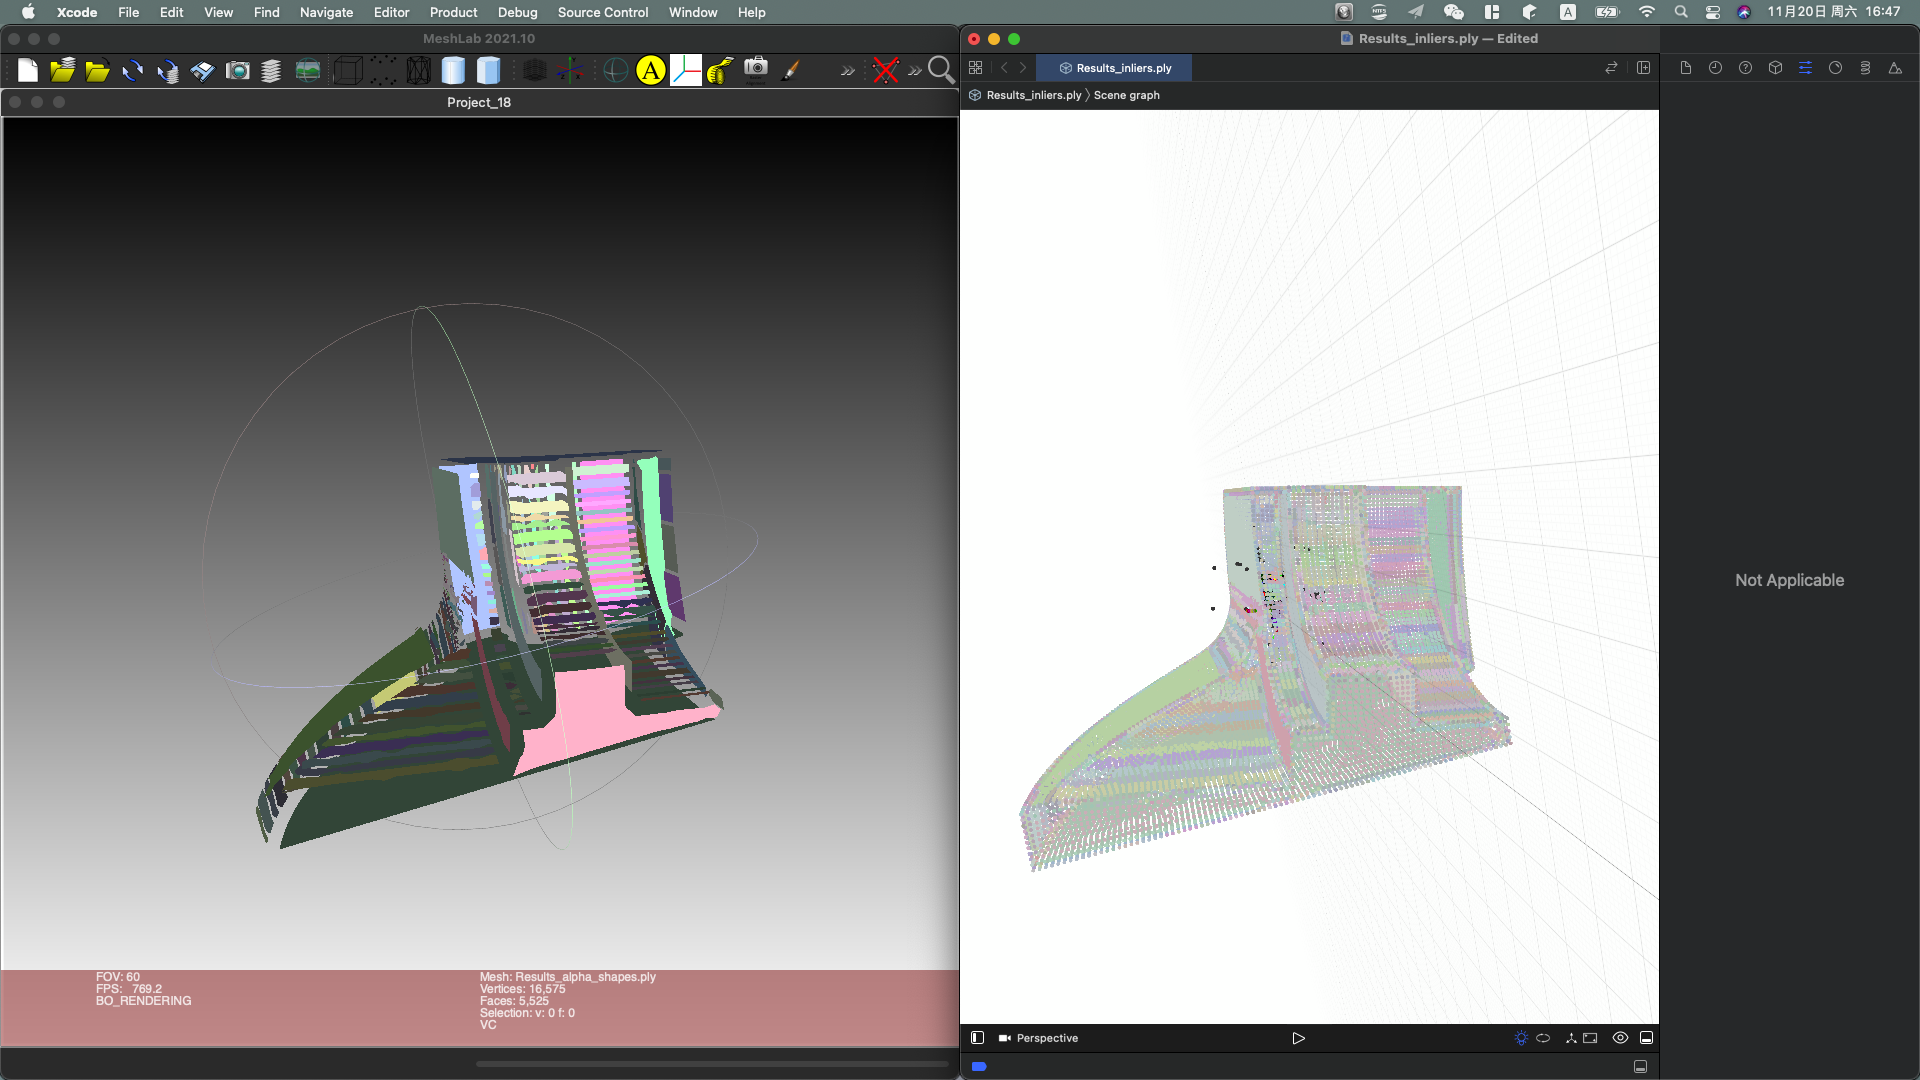 Xcode File Edit View Find Navigate Editor Product Debug Source Control Window Help
A 11月20日 周六 16:47
MeshLab 2021.10
Results_inliers.ply — Edited
A
Results_inliers.ply
Results_inliers.ply 〉 Scene graph
Project_18
Not Applicable
FOV: 60
FPS: 769.2
BO_RENDERING
Mesh: Results_alpha_shapes.ply
Vertices: 16,575
Faces: 5,525
Selection: v: 0 f: 0
VC
Perspective